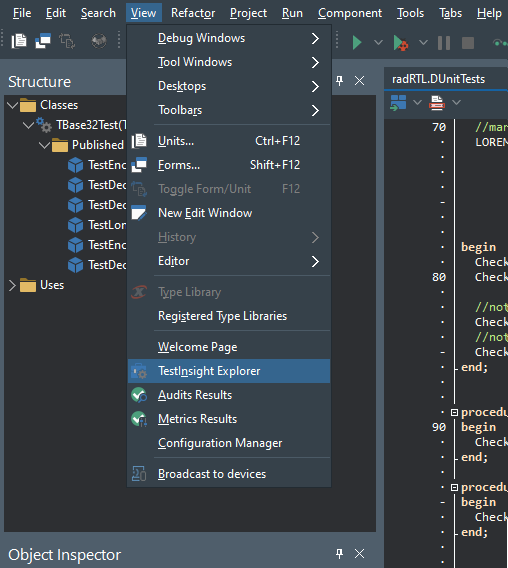 Edit Search View Refactor Project Run Component Tools Tabs Help
Structure
Classes
TBase32Test(T
Published
TestEnc
TestDec
TestDec
TestLon
TestEnc
TestDec
Uses
Debug Windows
Tool Windows
Desktops
Toolbars
Units... Ctrl+F12
Forms... Shift+F12
Toggle Form/Unit F12
New Edit Window
History
Editor
Type Library
Registered Type Libraries
Welcome Page
TestInsight Explorer
Audits Results
Metrics Results
Configuration Manager
Broadcast to devices
radRTL.DUnitTests
70 //mar
LOREM
begin
Check
80 Check
//not
Check
//not
Check
end;
procedu
90 begin
Check
end;
procedu
begin
Check
end;
Object Inspector